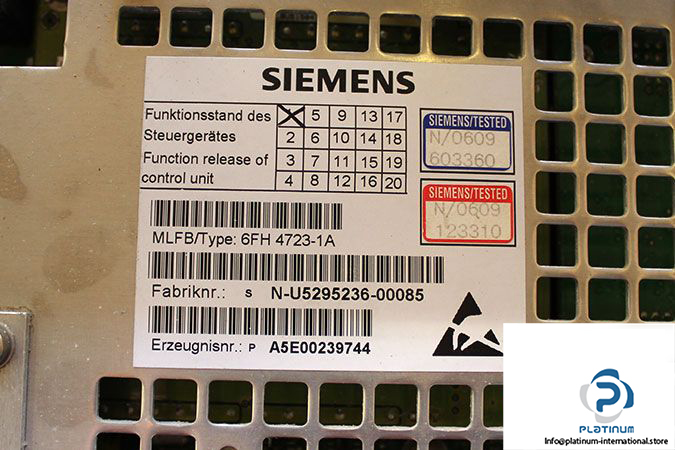 SIEMENS
Funktionsstand des
Steuergerätes
Function release of
control unit
5 9 13 17
2 6 10 14 18
3 7 11 15 19
4 8 12 16 20
SIEMENS/TESTED
N/0609
603360
SIEMENS/TESTED
N/0609
123310
MLFB/Type: 6FH 4723-1A
Fabriknr.: S N-U5295236-00085
Erzeugnisnr.: P A5E00239744
PLATINUM
info@platinum-international.store